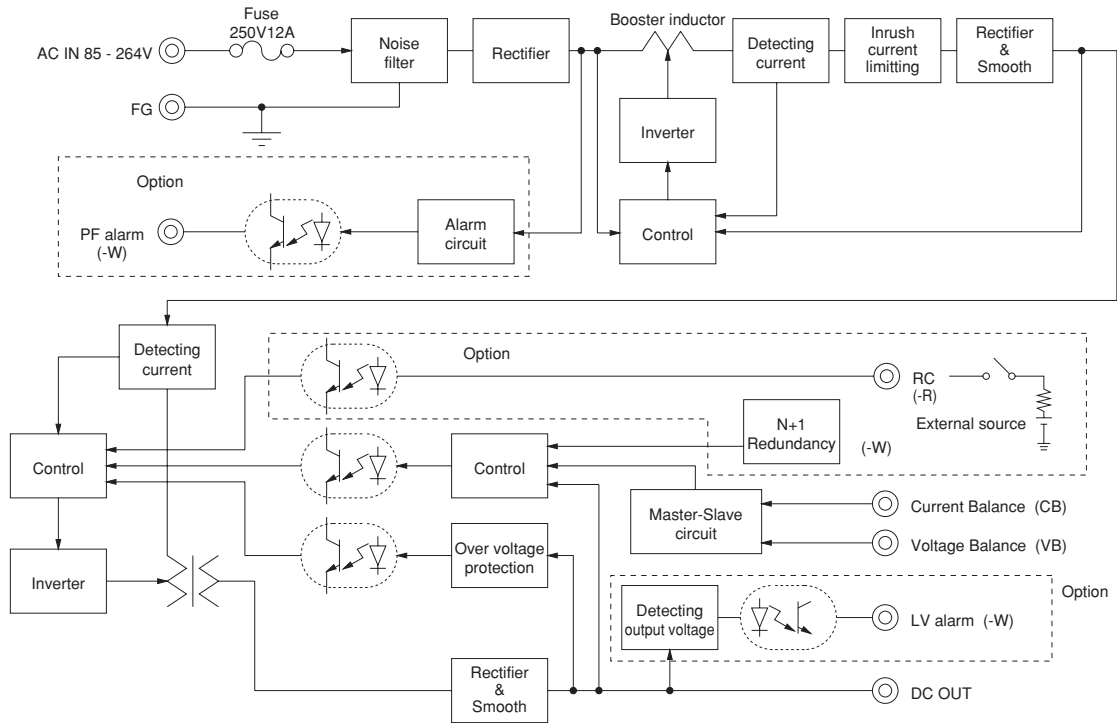 Fuse
250V12A
AC IN 85 - 264V
Noise
filter
Rectifier
Booster inductor
Detecting
current
Inrush
current
limitting
Rectifier
&
Smooth
FG
Inverter
Option
PF alarm
(-W)
Alarm
circuit
Control
Detecting
current
Option
RC
(-R)
External source
N+1
Redundancy
(-W)
Control
Control
Master-Slave
circuit
Current Balance (CB)
Voltage Balance (VB)
Inverter
Over voltage
protection
Option
Detecting
output voltage
LV alarm (-W)
Rectifier
&
Smooth
DC OUT